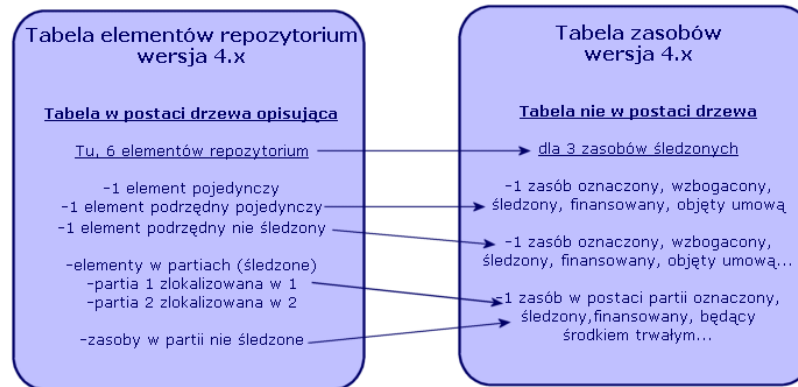 Tabela elementów repozytorium
wersja 4.x
Tabela w postaci drzewa opisująca
Tu, 6 elementów repozytorium
-1 element pojedynczy
-1 element podrzędny pojedynczy
-1 element podrzędny nie śledzony
-elementy w partiach (śledzone)
-partia 1 zlokalizowana w 1
-partia 2 zlokalizowana w 2
-zasoby w partii nie śledzone
Tabela zasobów
wersja 4.x
Tabela nie w postaci drzewa
dla 3 zasobów śledzonych
-1 zasób oznaczony, wzbogacony,
śledzony, finansowany, objęty umową
-1 zasób oznaczony, wzbogacony,
śledzony, finansowany, objęty umową...
-1 zasób w postaci partii oznaczony,
śledzony,finansowany, będący
środkiem trwałym...